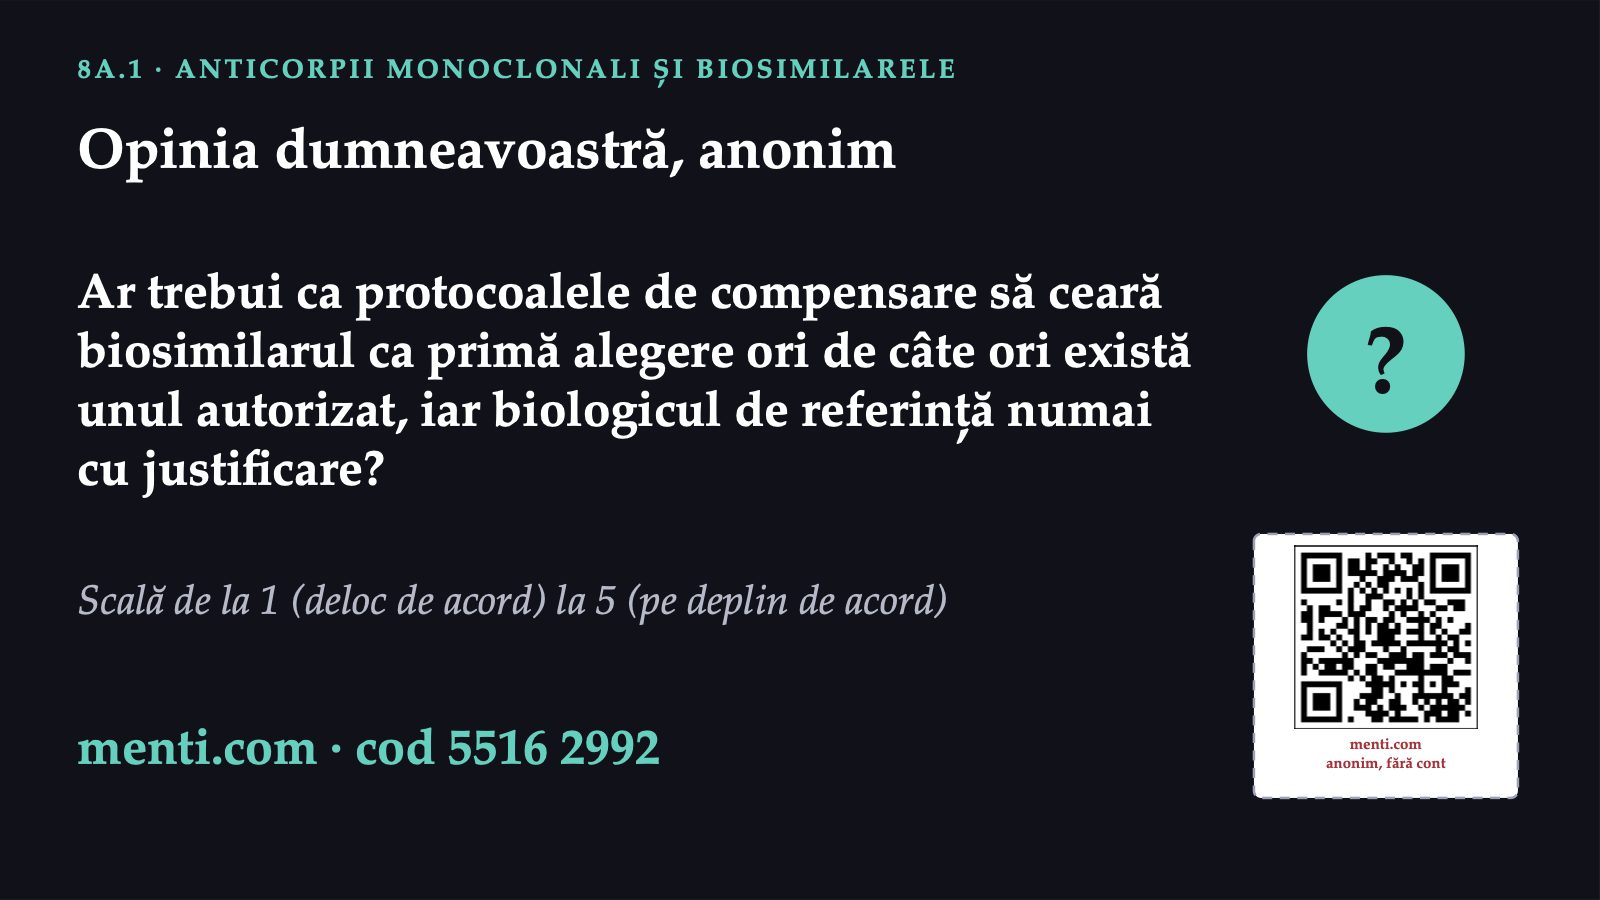 8A.1 · ANTICORPII MONOCLONALI ȘI BIOSIMILARELE
Opinia dumneavoastră, anonim
Ar trebui ca protocoalele de compensare să ceară
biosimilarul ca primă alegere ori de câte ori există
unul autorizat, iar biologicul de referință numai
cu justificare?
?
Scală de la 1 (deloc de acord) la 5 (pe deplin de acord)
menti.com · cod 5516 2992
menti.com
anonim, fără cont